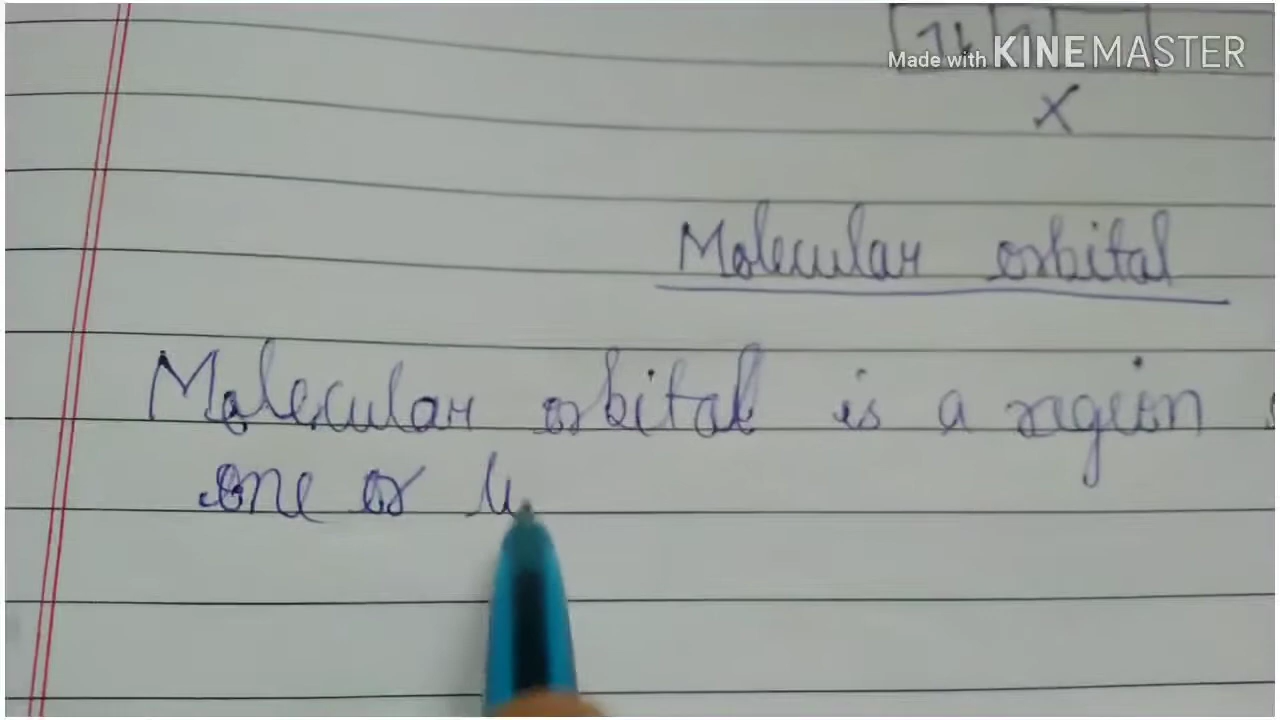 Made with KINEMASTER
X
Molecular orbital
Molecular orbital is a region
one or